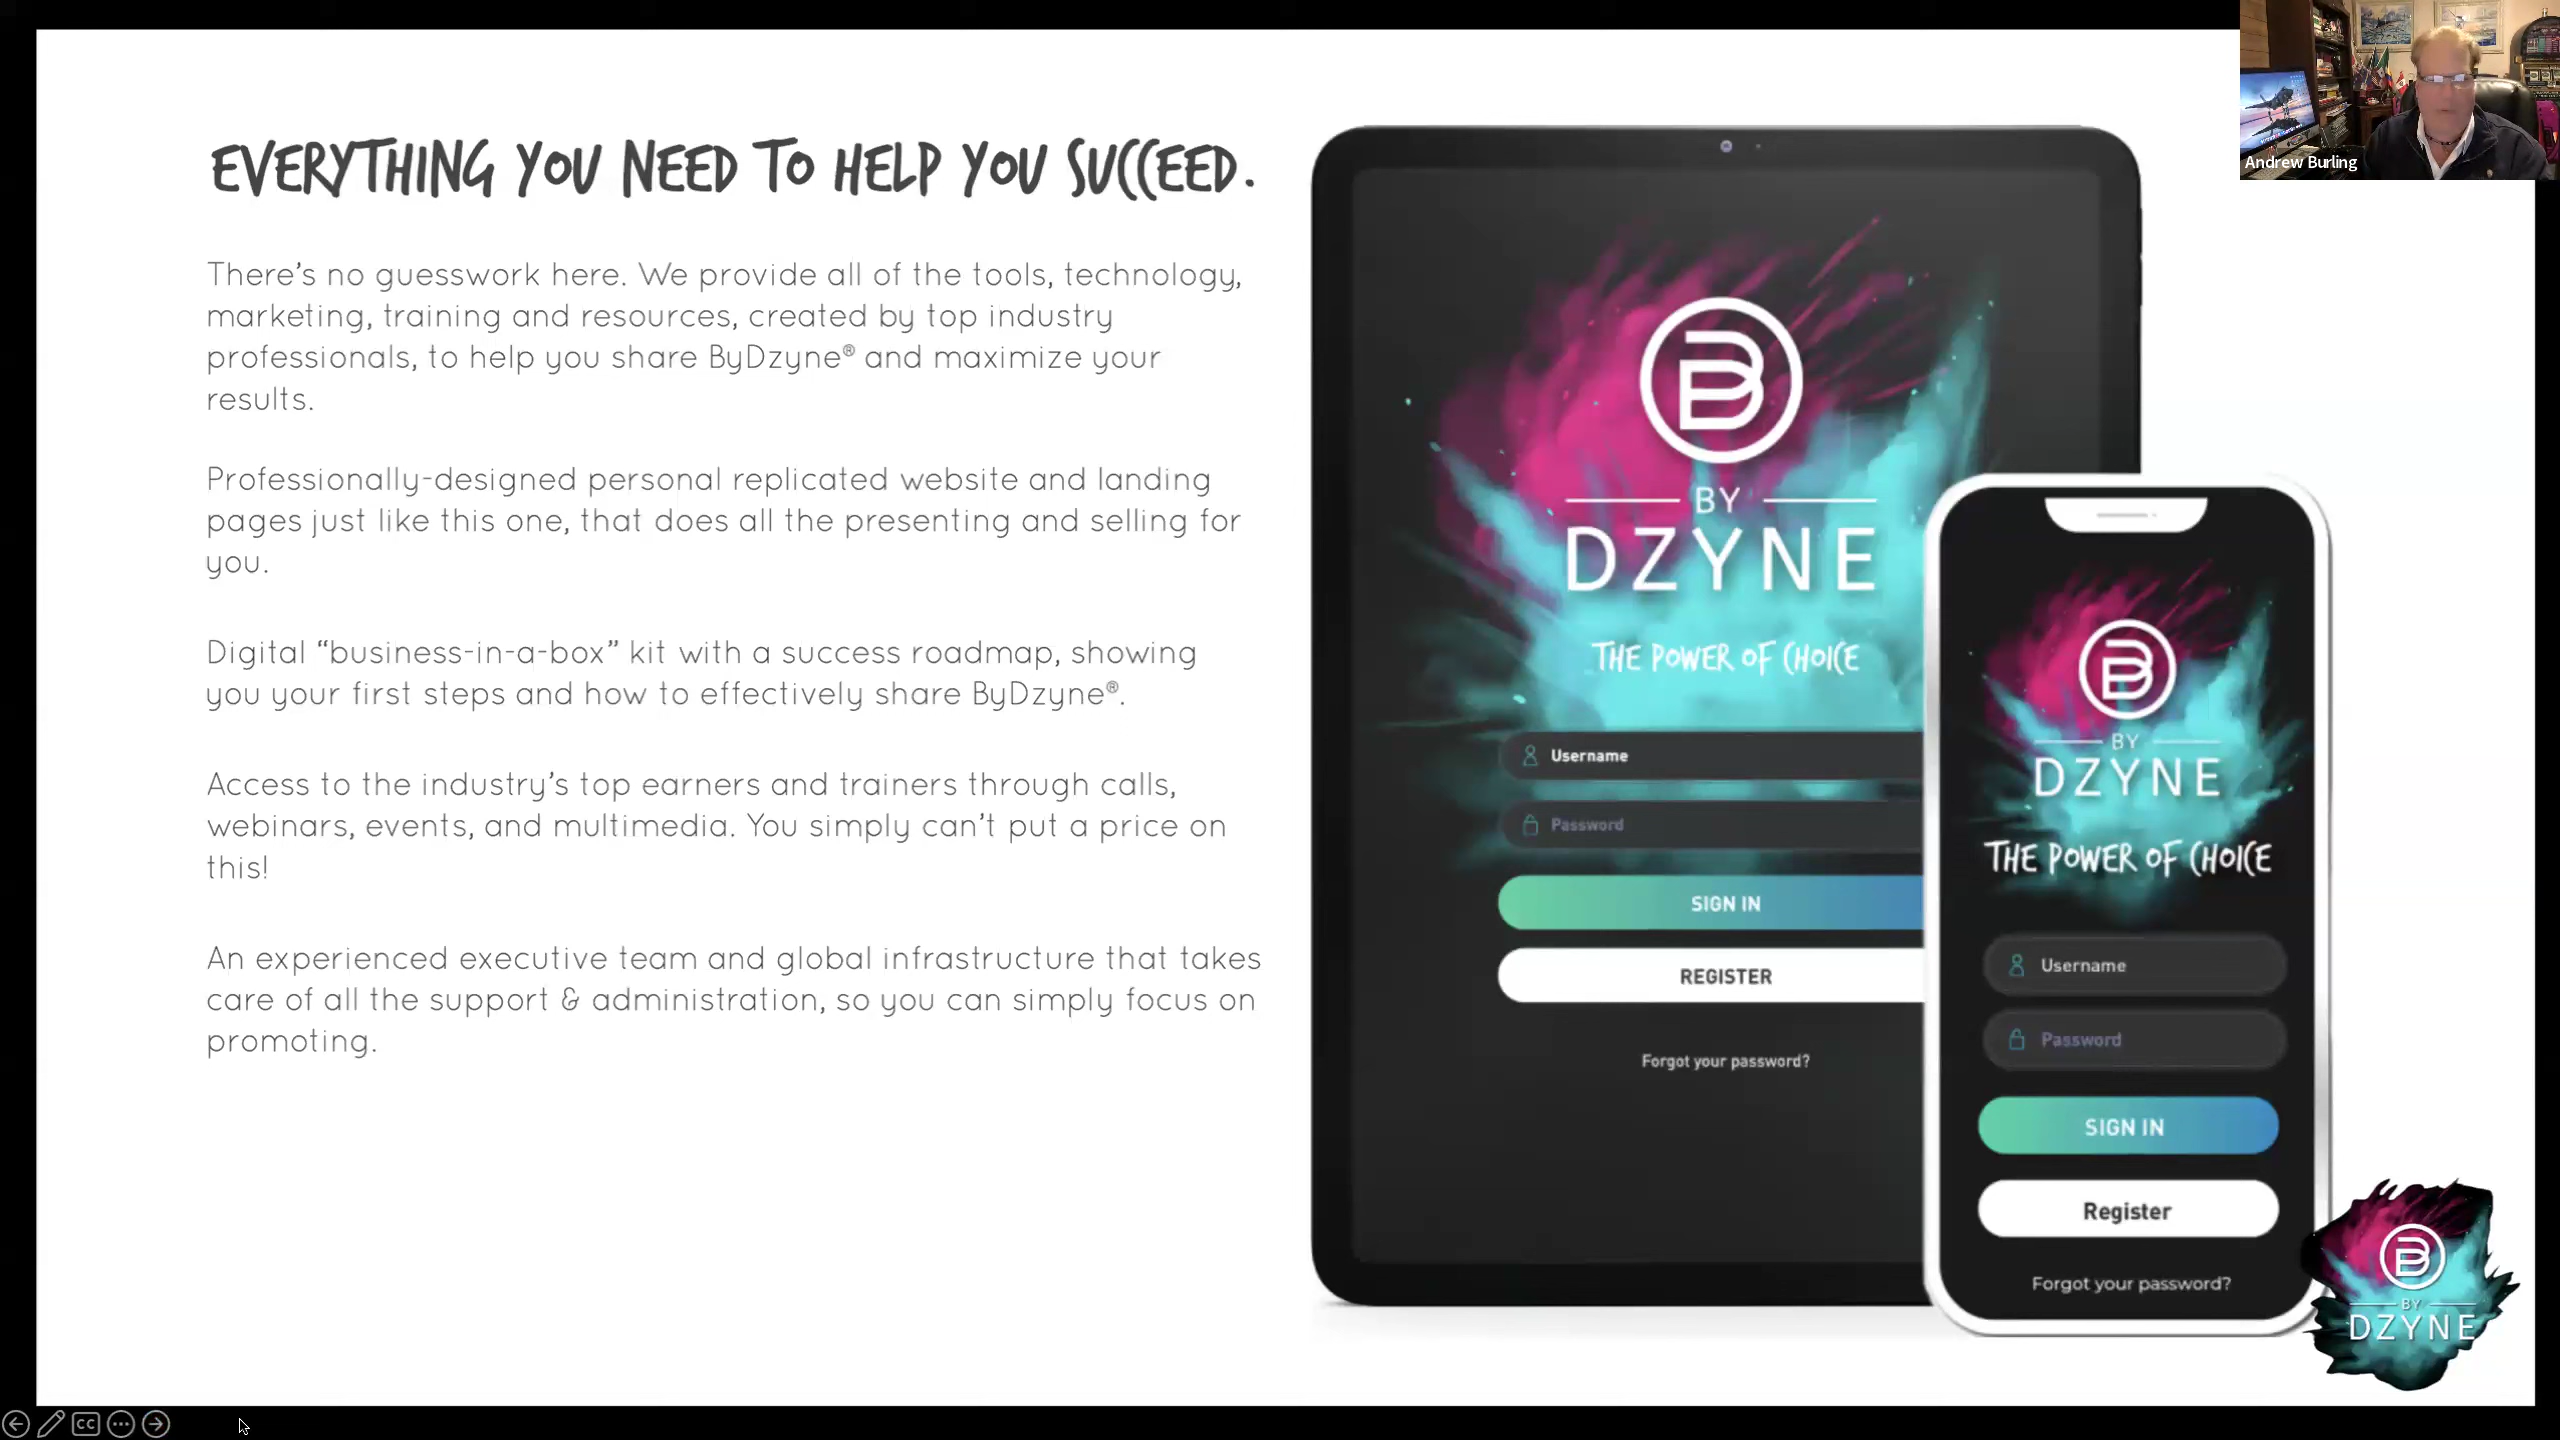 Andrew Burling
EVERYTHING YOU NEED TO HELP YOU SUCCEED.
There’s no guesswork here. We provide all of the tools, technology,
marketing, training and resources, created by top industry
professionals, to help you share ByDzyne® and maximize your
results.
Professionally-designed personal replicated website and landing
pages just like this one, that does all the presenting and selling for
you.
Digital “business-in-a-box” kit with a success roadmap, showing
you your first steps and how to effectively share ByDzyne®.
Access to the industry’s top earners and trainers through calls,
webinars, events, and multimedia. You simply can’t put a price on
this!
An experienced executive team and global infrastructure that takes
care of all the support & administration, so you can simply focus on
promoting.
B
BY
DZYNE
THE POWER OF CHOICE
Username
Password
SIGN IN
REGISTER
Forgot your password?
B
BY
DZYNE
THE POWER OF CHOICE
Username
Password
SIGN IN
Register
Forgot your password?
B
BY
DZYNE
CC